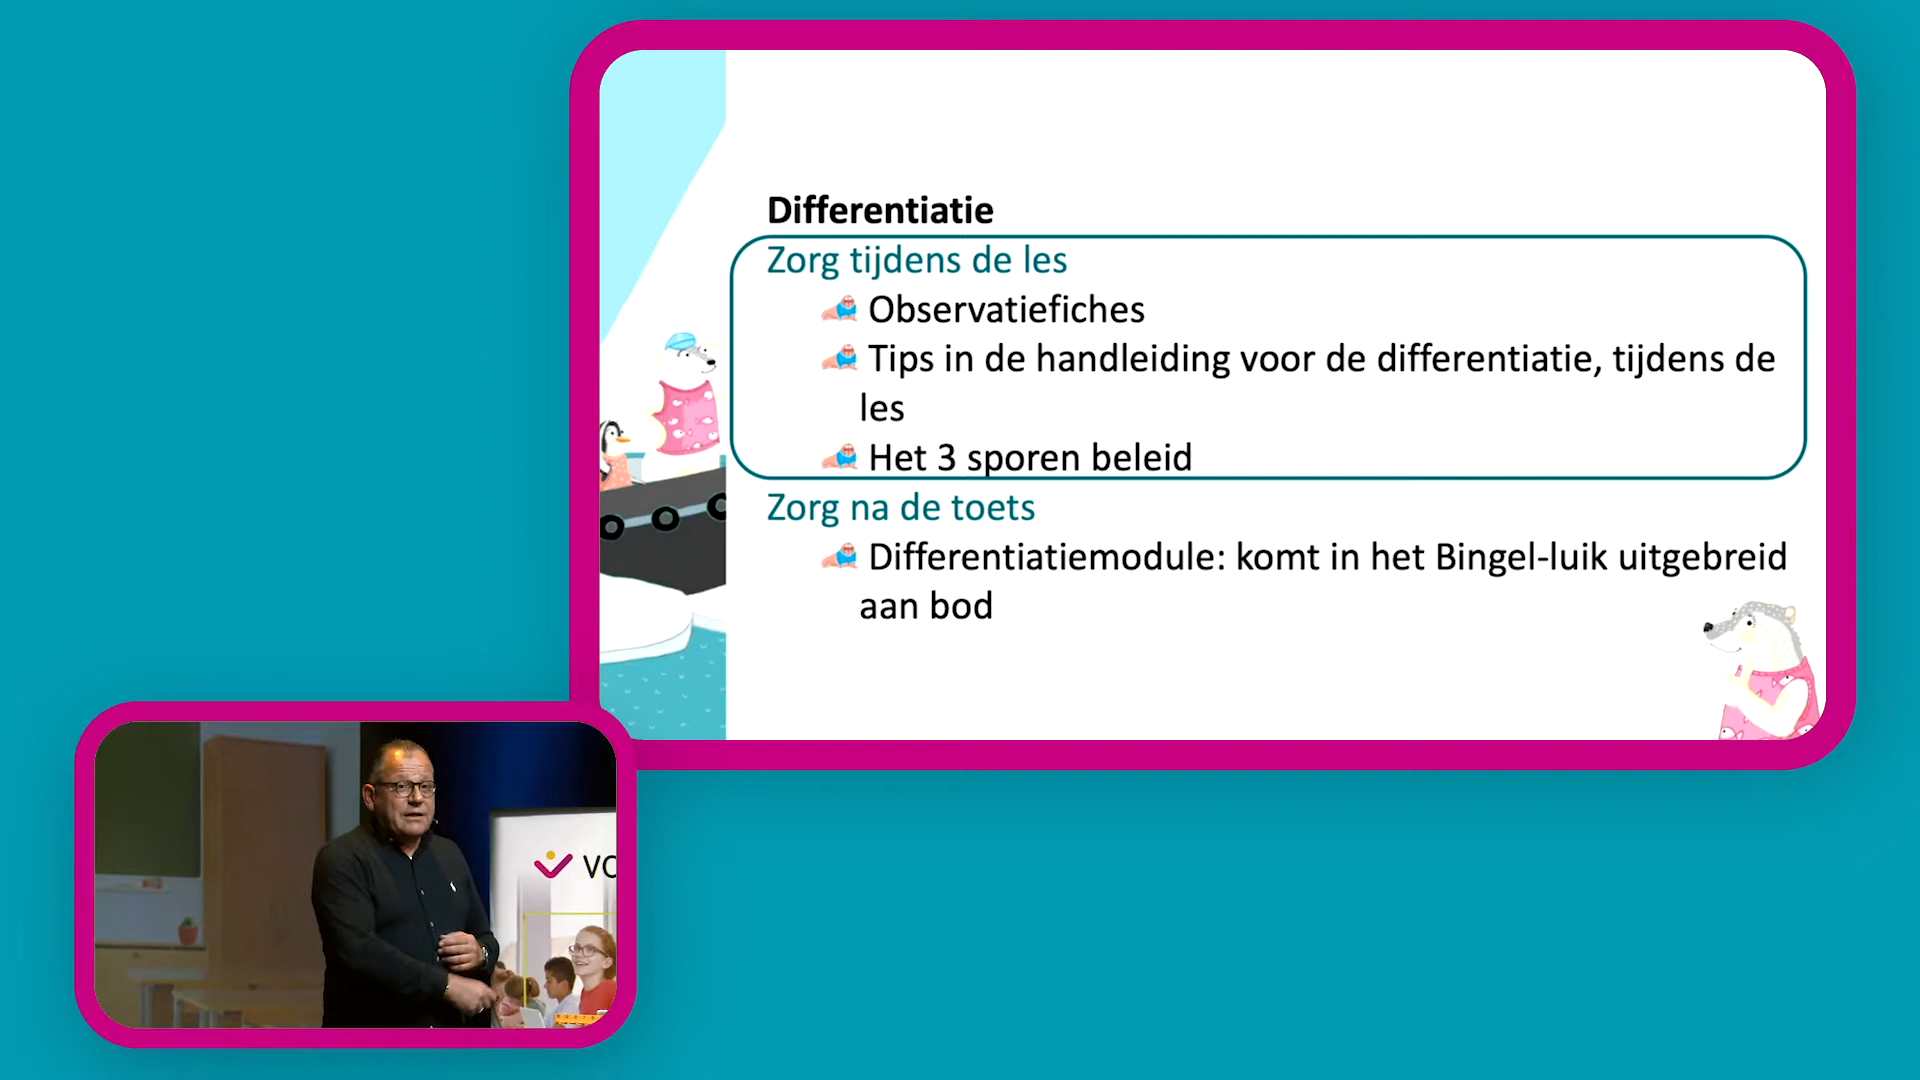 Differentiatie
Zorg tijdens de les
Observatiefiches
Tips in de handleiding voor de differentiatie, tijdens de
les
Het 3 sporen beleid
Zorg na de toets
Differentiatiemodule: komt in het Bingel-luik uitgebreid
aan bod